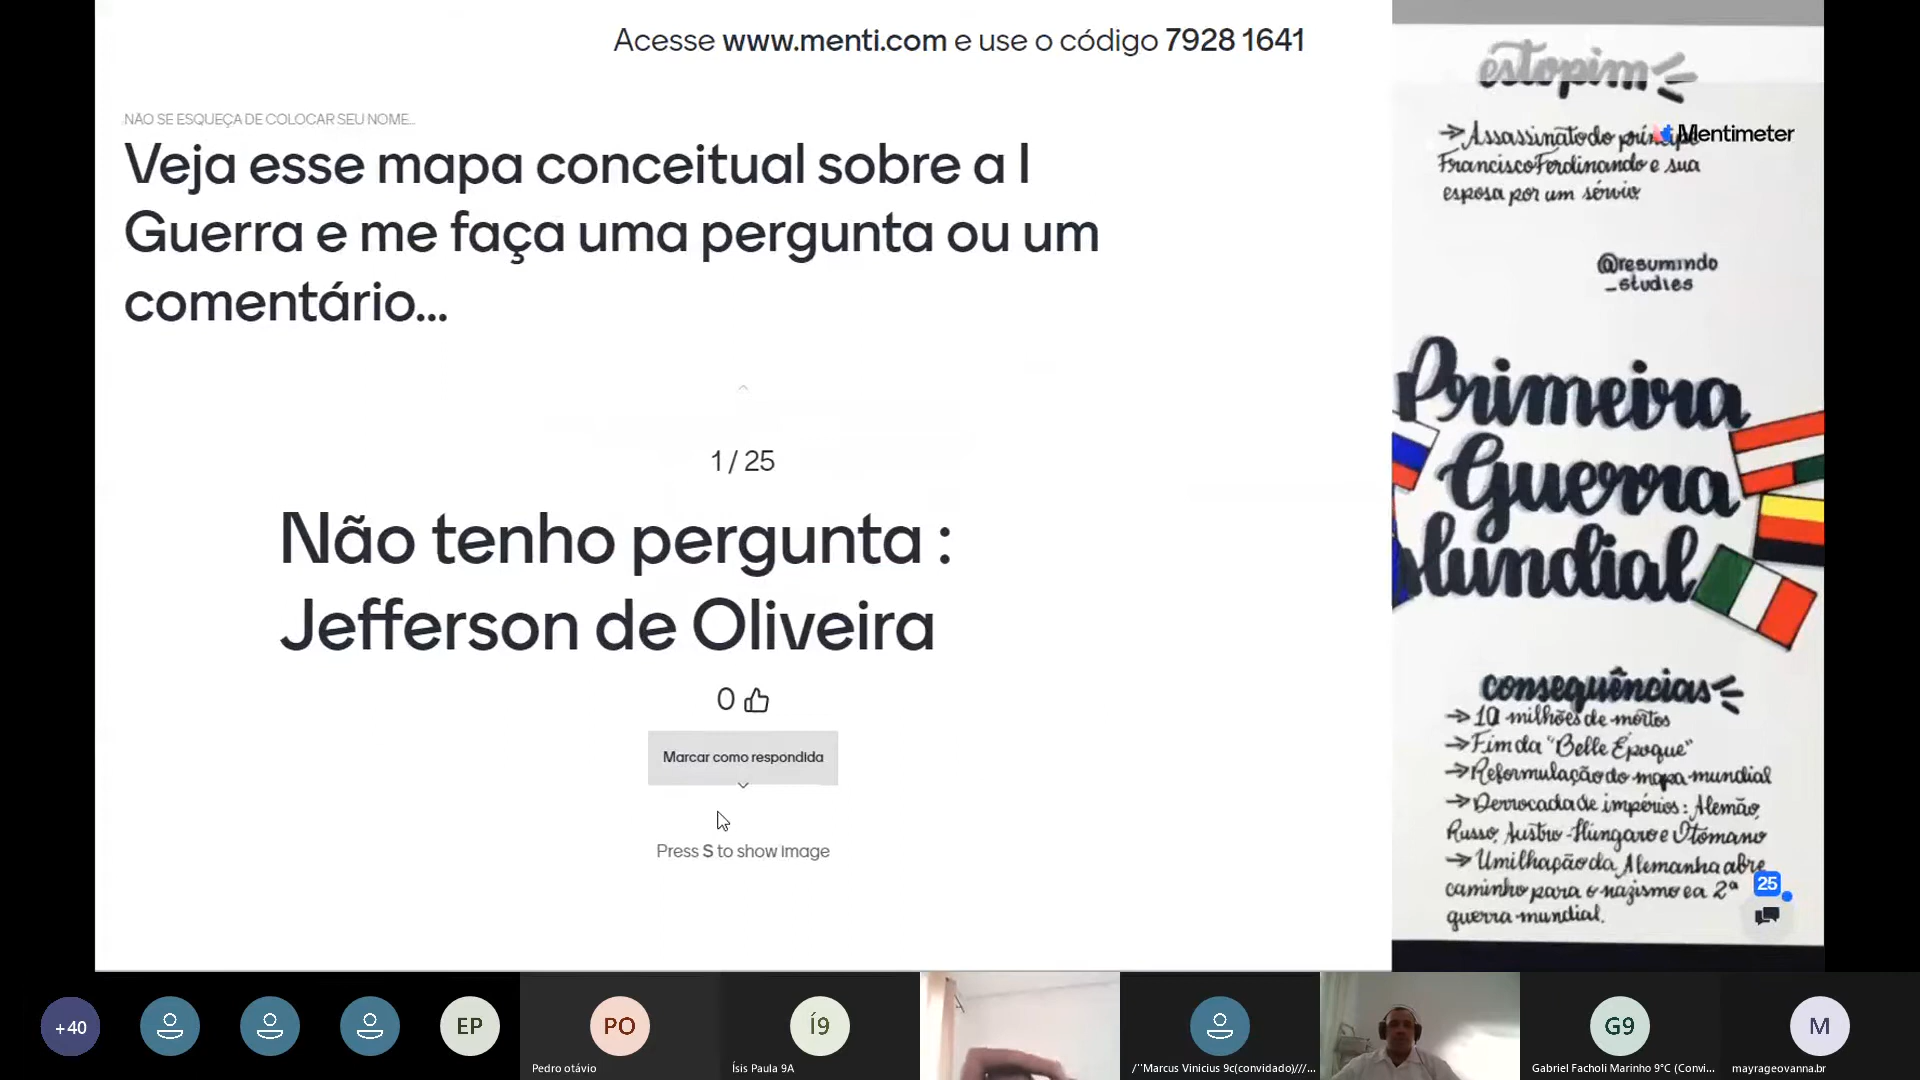 Acesse www.menti.com e use o código 7928 1641
NÃO SE ESQUEÇA DE COLOCAR SEU NOME...
Veja esse mapa conceitual sobre a I
Guerra e me faça uma pergunta ou um
comentário...
1 / 25
Não tenho pergunta :
Jefferson de Oliveira
0
Marcar como respondida
Press S to show image
estopim
→ Assassinato do príncipe
Francisco Ferdinando e sua
esposa por um sérvio.
Mentimeter
@resumindo
_studies
Primeira
Guerra
Mundial
consequências
→ 10 milhões de mortos
→ Fim da "Belle Époque"
→ Reformulação do mapa mundial
→ Derrocada de impérios: Alemão,
Russo, Austro-Húngaro e Otomano
→ Umilhação da Alemanha abre
caminho para o nazismo e a 2ª
guerra mundial.
25
+40
EP
PO
Pedro otávio
Í9
Ísis Paula 9A
/''Marcus Vinicius 9c(convidado)///...
G9
Gabriel Facholi Marinho 9°C (Convi...
M
mayrageovanna.br